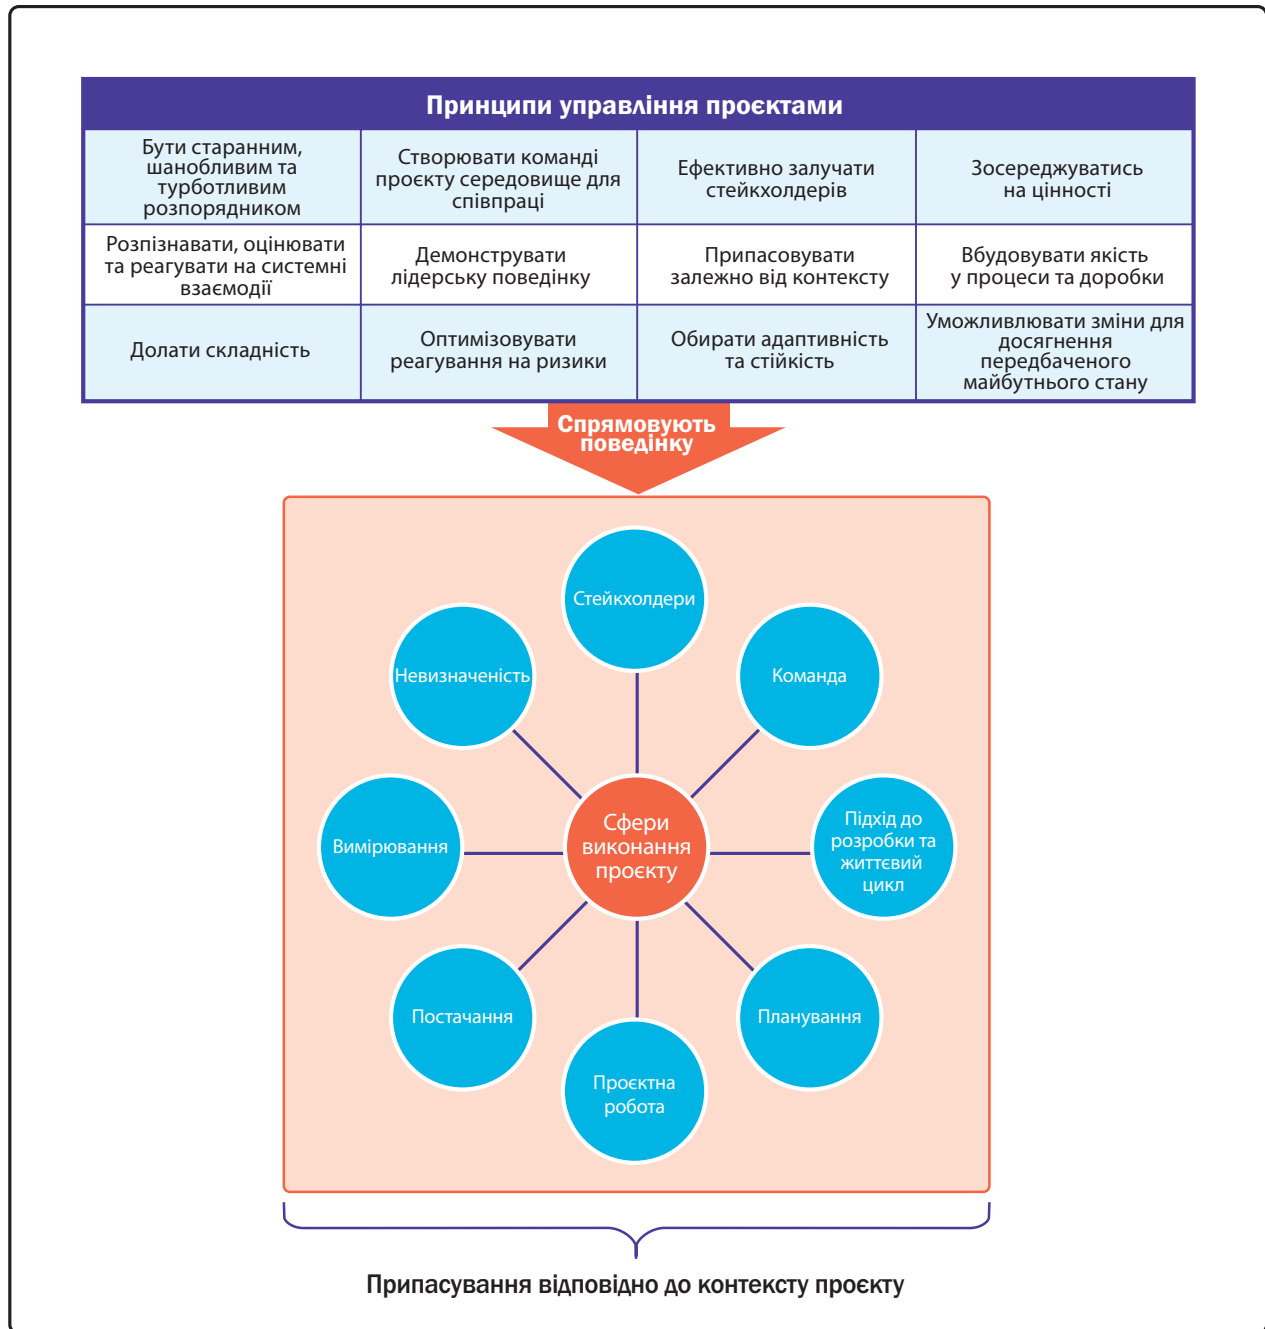 Принципи управління проєктами
Бути старанним,
шанобливим та
турботливим
розпорядником
Створювати команді
проєкту середовище для
співпраці
Ефективно залучати
стейкхолдерів
Зосереджуватись
на цінності
Розпізнавати, оцінювати
та реагувати на системні
взаємодії
Демонструвати
лідерську поведінку
Припасовувати
залежно від контексту
Вбудовувати якість
у процеси та доробки
Долати складність
Оптимізовувати
реагування на ризики
Обирати адаптивність
та стійкість
Уможливлювати зміни для
досягнення
передбаченого
майбутнього стану
Спрямовують
поведінку
Стейкхолдери
Невизначеність
Команда
Сфери
виконання
проєкту
Вимірювання
Підхід до
розробки та
життєвий
цикл
Постачання
Планування
Проєктна
робота
Припасування відповідно до контексту проєкту